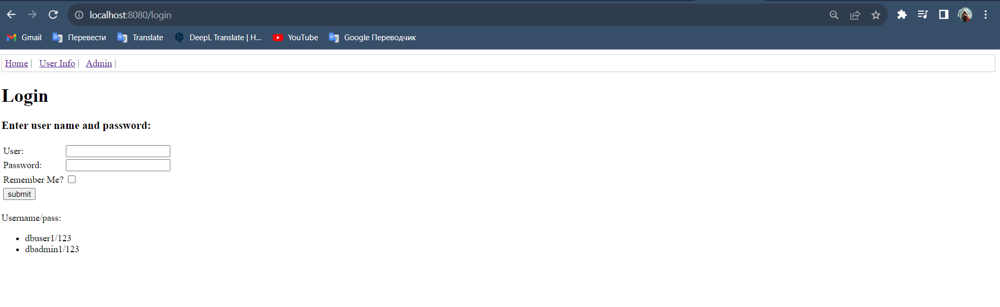 localhost:8080/login
Gmail Перевести Translate DeepL Translate | H... YouTube Google Переводчик
Home | User Info | Admin |
Login
Enter user name and password:
User:
Password:
Remember Me?
submit
Username/pass:
dbuser1/123
dbadmin1/123